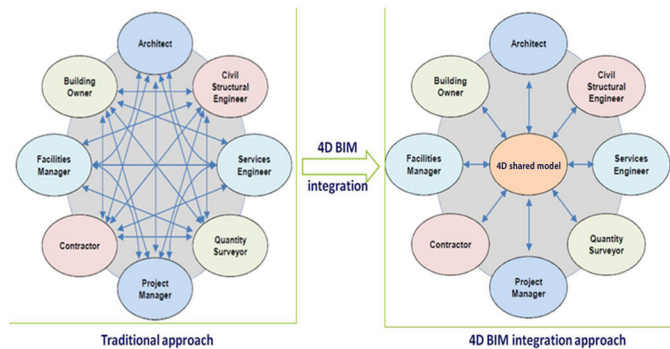 Architect
Building
Owner
Civil
Structural
Engineer
Facilities
Manager
Services
Engineer
Contractor
Quantity
Surveyor
Project
Manager
Traditional approach
4D BIM
integration
Architect
Building
Owner
Civil
Structural
Engineer
Facilities
Manager
4D shared model
Services
Engineer
Contractor
Quantity
Surveyor
Project
Manager
4D BIM integration approach